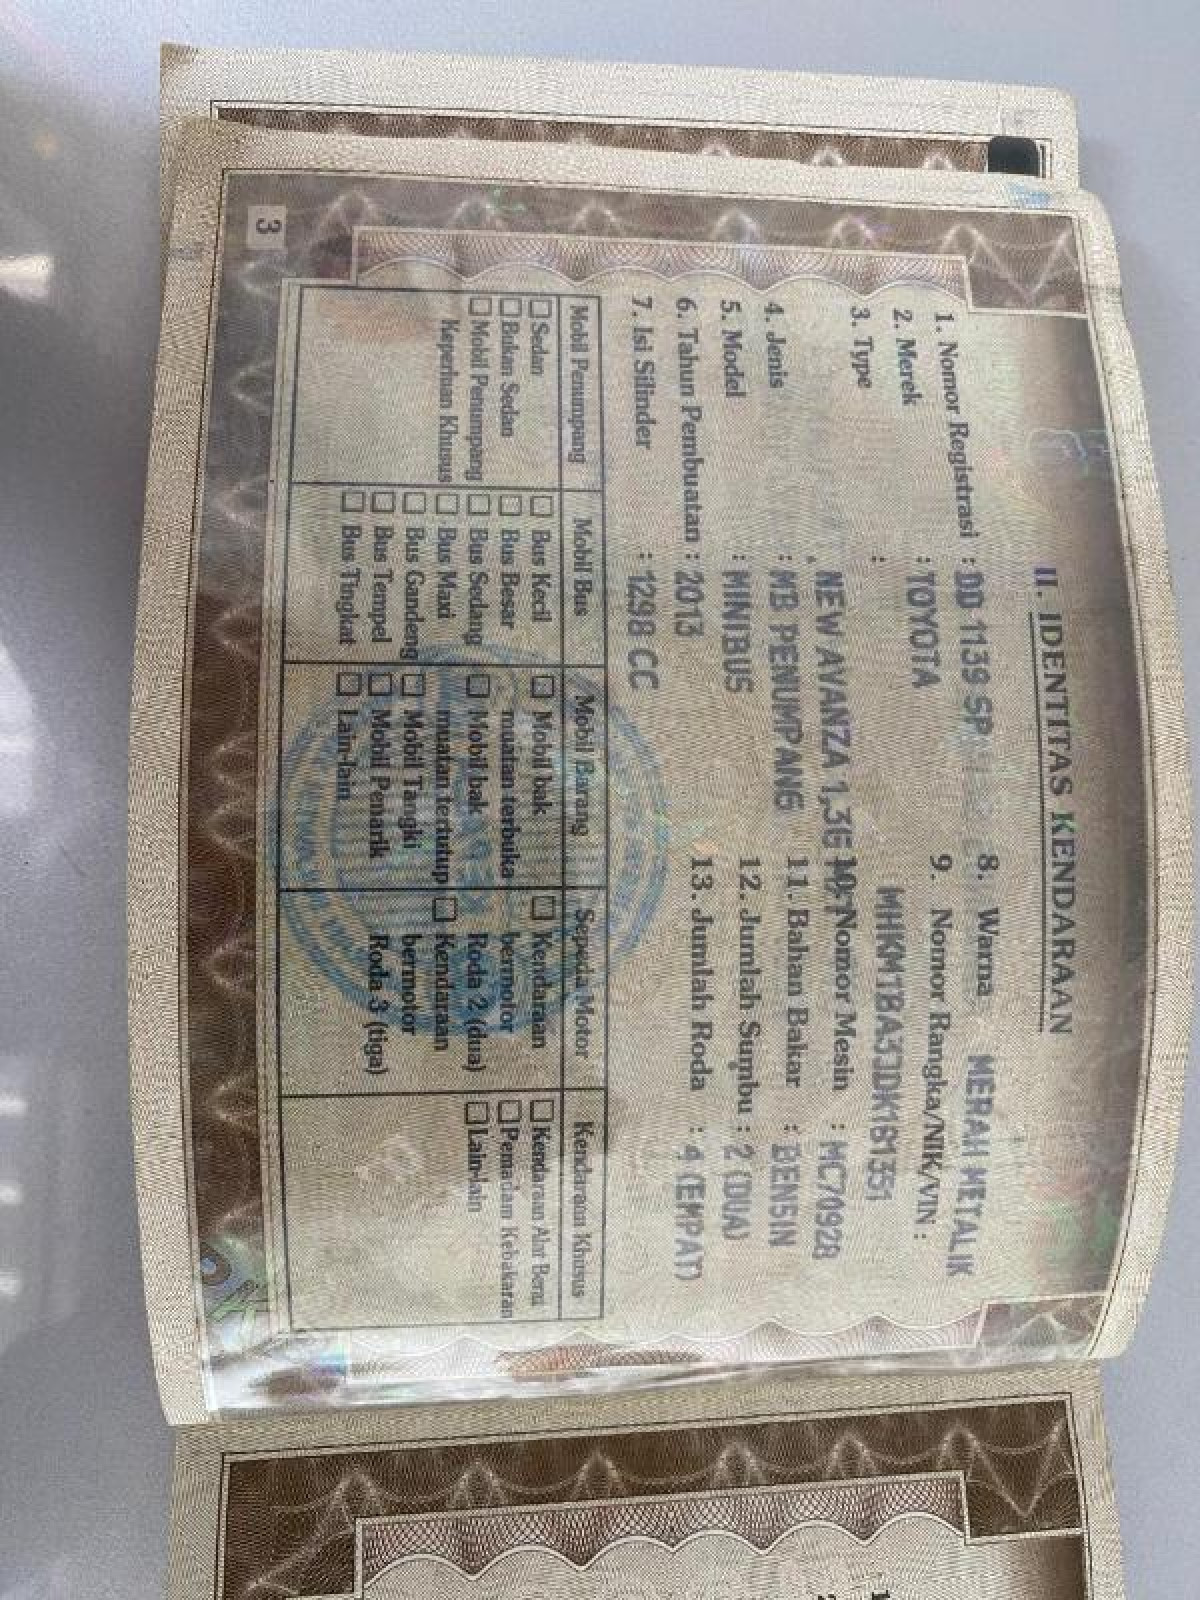 II. IDENTITAS KENDARAAN
1. Nomor Registrasi : DD 1139 SP
2. Merek : TOYOTA
3. Type :
NEW AVANZA 1,3G M/T
4. Jenis : MB PENUMPANG
5. Model : MINIBUS
6. Tahun Pembuatan : 2013
7. Isi Silinder : 1298 CC
8. Warna MERAH METALIK
9. Nomor Rangka/NIK/VIN :
10. Nomor Mesin : MC70928
11. Bahan Bakar : BENSIN
12. Jumlah Sumbu : 2 (DUA)
13. Jumlah Roda : 4 (EMPAT)
Mobil Penumpang
☐ Sedan
☐ Bukan Sedan
☐ Mobil Penumpang
Keperluan Khusus
Mobil Bus
☐ Bus Kecil
☐ Bus Besar
☐ Bus Sedang
☐ Bus Maxi
☐ Bus Gandeng
☐ Bus Tempel
☐ Bus Tingkat
Mobil Barang
☐ Mobil bak
muatan terbuka
☐ Mobil bak
muatan tertutup
☐ Mobil Tangki
☐ Mobil Penarik
☐ Lain-lain
Sepeda Motor
☐ Kendaraan
bermotor
Roda 2 (dua)
☐ Kendaraan
bermotor
Roda 3 (tiga)
Kendaraan Khusus
☐ Kendaraan Alat Berat
☐ Pemadam Kebakaran
☐ Lain-lain
3